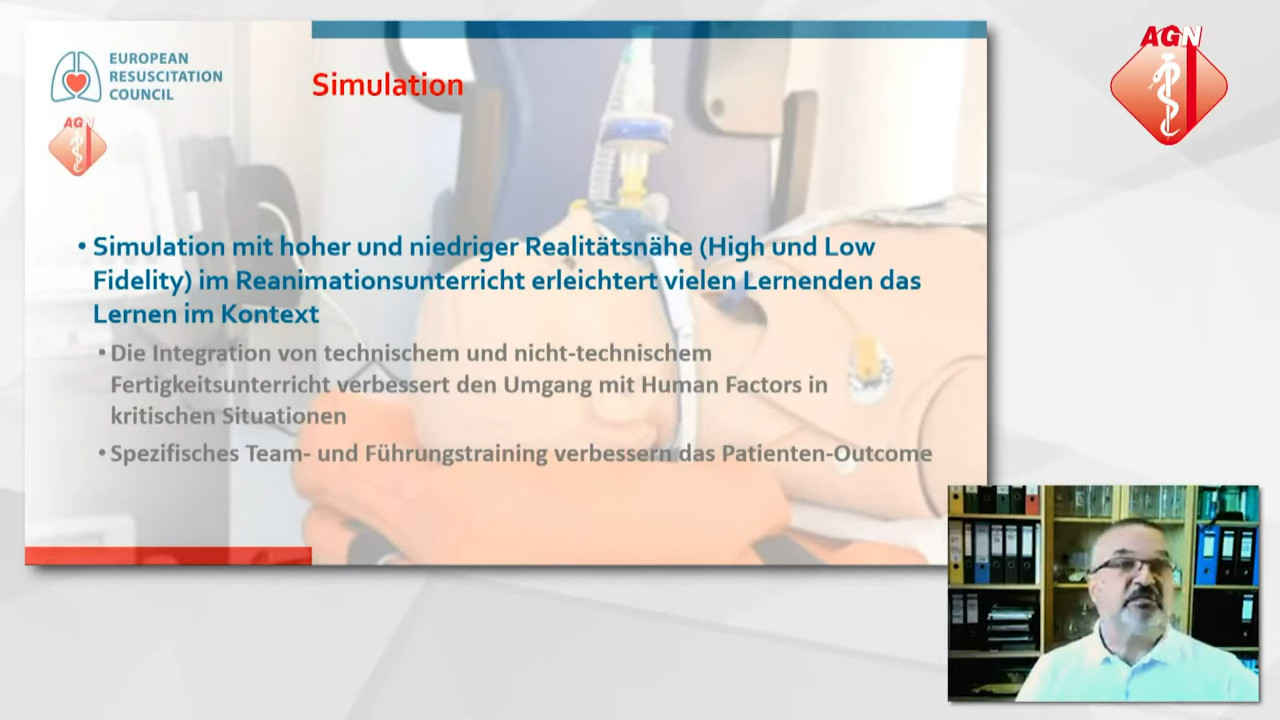 EUROPEAN
RESUSCITATION
COUNCIL
AGN
Simulation
AGN
• Simulation mit hoher und niedriger Realitätsnähe (High und Low
Fidelity) im Reanimationsunterricht erleichtert vielen Lernenden das
Lernen im Kontext
• Die Integration von technischem und nicht-technischem
Fertigkeitsunterricht verbessert den Umgang mit Human Factors in
kritischen Situationen
• Spezifisches Team- und Führungstraining verbessern das Patienten-Outcome